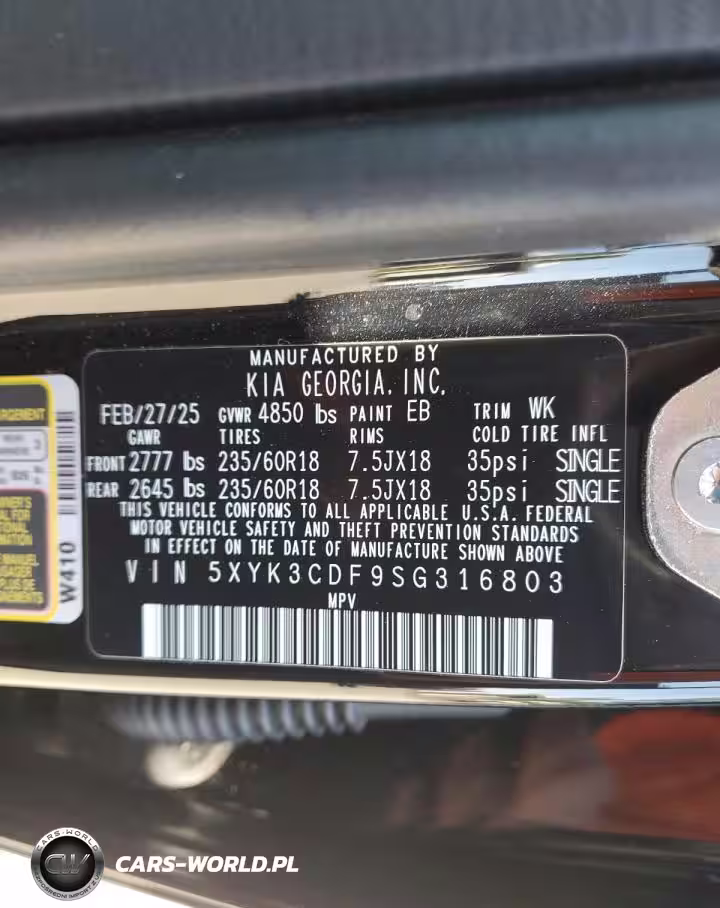 MANUFACTURED BY
KIA GEORGIA, INC.
FEB/27/25 GVWR 4850 lbs PAINT EB TRIM WK
GAWR TIRES RIMS COLD TIRE INFL
FRONT 2777 lbs 235/60R18 7.5JX18 35psi SINGLE
REAR 2645 lbs 235/60R18 7.5JX18 35psi SINGLE
THIS VEHICLE CONFORMS TO ALL APPLICABLE U.S.A. FEDERAL
MOTOR VEHICLE SAFETY AND THEFT PREVENTION STANDARDS
IN EFFECT ON THE DATE OF MANUFACTURE SHOWN ABOVE
VIN 5XYK3CDF9SG316803
MPV
W410
CARS-WORLD
CW
CARS-WORLD.PL